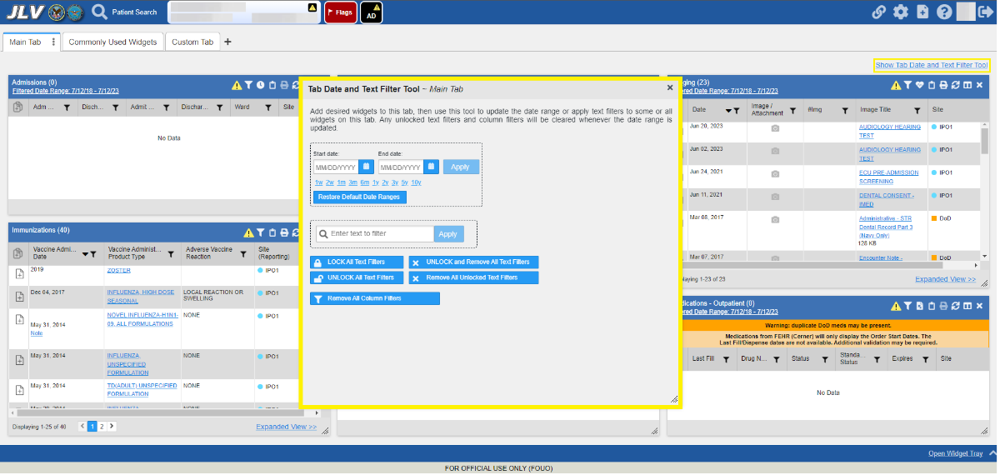 JLV
Patient Search
Flags
AD
Main Tab
Commonly Used Widgets
Custom Tab
+
Show Tab Date and Text Filter Tool
Admissions (0)
Filtered Date Range: 7/12/18 - 7/12/23
Adm ...
Disch...
Admit ...
Dischar...
Ward
Site
No Data
Immunizations (40)
Vaccine Admi... Date
Vaccine Administ... Product Type
Adverse Vaccine Reaction
Site (Reporting)
2019
ZOSTER
IPO1
Dec 04, 2017
INFLUENZA, HIGH DOSE SEASONAL
LOCAL REACTION OR SWELLING
IPO1
May 31, 2014
Note
NOVEL INFLUENZA-H1N1-09, ALL FORMULATIONS
NONE
IPO1
May 31, 2014
INFLUENZA, UNSPECIFIED FORMULATION
NONE
IPO1
May 31, 2014
TD(ADULT) UNSPECIFIED FORMULATION
NONE
IPO1
Displaying 1-25 of 40
1 2
Expanded View >>
Tab Date and Text Filter Tool ~ Main Tab
Add desired widgets to this tab, then use this tool to update the date range or apply text filters to some or all
widgets on this tab. Any unlocked text filters and column filters will be cleared whenever the date range is
updated.
Start date:
End date:
MM/DD/YYYY
MM/DD/YYYY
Apply
1w 2w 1m 3m 6m 1y 2y 3y 5y 10y
Restore Default Date Ranges
Enter text to filter
Apply
LOCK All Text Filters
UNLOCK and Remove All Text Filters
UNLOCK All Text Filters
Remove All Unlocked Text Filters
Remove All Column Filters
ging (23)
red Date Range: 7/12/18 - 7/12/23
Date
Image / Attachment
#Img
Image Title
Site
Jun 20, 2023
AUDIOLOGY HEARING TEST
IPO1
Jun 02, 2023
AUDIOLOGY HEARING TEST
IPO1
Jun 24, 2021
ECU PRE-ADMISSION SCREENING
IPO1
Jun 11, 2021
DENTAL CONSENT - IMED
IPO1
Mar 08, 2017
Administrative - STR Dental Record Part 3 (Navy Only)
128 KB
DoD
Mar 07, 2017
Encounter Note -
DoD
laying 1-23 of 23
Expanded View >>
dications - Outpatient (0)
red Date Range: 7/12/18 - 7/12/23
Warning: duplicate DoD meds may be present.
Medications from FEHR (Cerner) will only display the Order Start Dates. The
Last Fill/Dispense dates are not available. Additional validation may be required.
Last Fill
Drug N...
Status
Standa... Status
Expires
Site
No Data
Open Widget Tray
FOR OFFICIAL USE ONLY (FOUO)